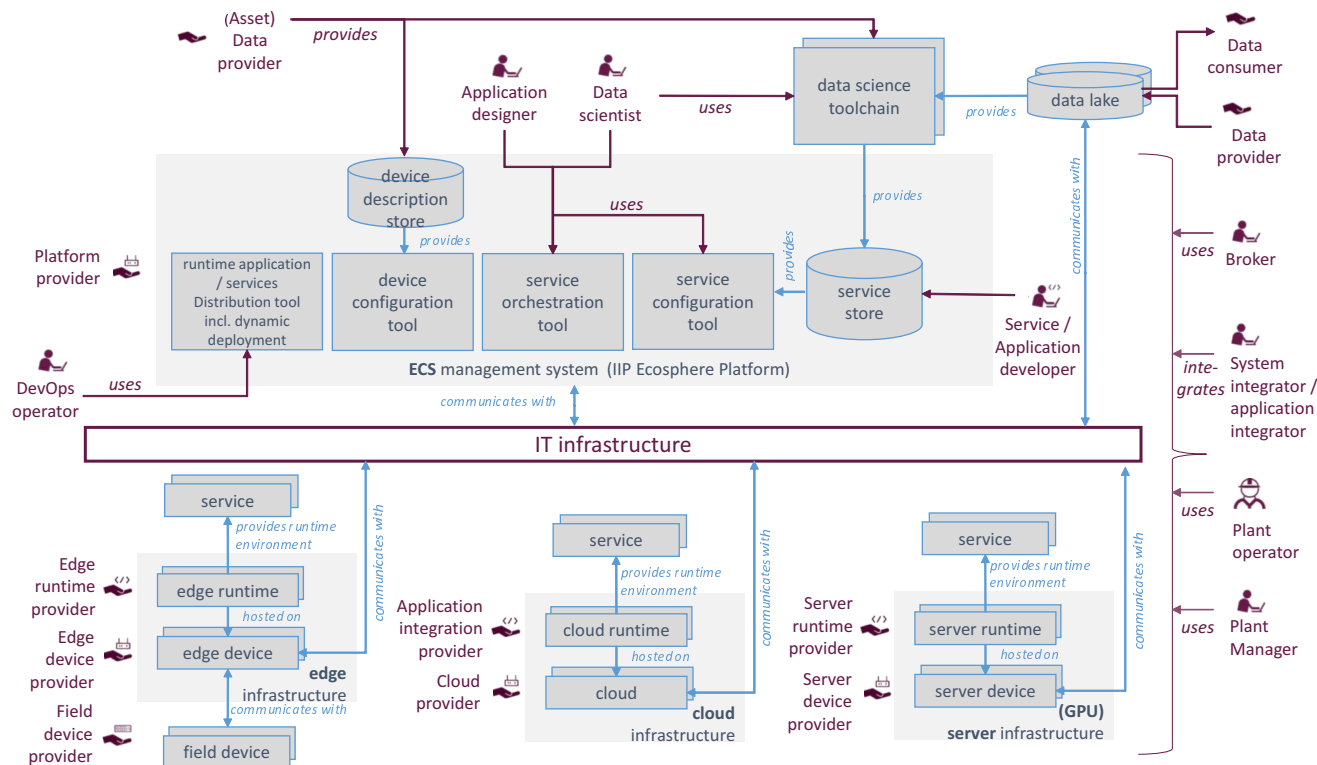 (Asset)
Data
provider
provides
Application
designer
Data
scientist
uses
data science
toolchain
provides
data lake
Data
consumer
Data
provider
device
description
store
provides
uses
provides
provides
communicates with
Platform
provider
runtime application
/ services
Distribution tool
incl. dynamic
deployment
device
configuration
tool
service
orchestration
tool
service
configuration
tool
service
store
Service /
Application
developer
ECS management system (IIP Ecosphere Platform)
DevOps
operator
uses
communicates with
uses
Broker
inte-
grates
System
integrator /
application
integrator
IT infrastructure
service
provides runtime
environment
Edge
runtime
provider
edge runtime
hosted on
Edge
device
provider
edge device
edge
infrastructure
communicates with
Field
device
provider
field device
communicates with
service
provides runtime
environment
Application
integration
provider
cloud runtime
hosted on
Cloud
provider
cloud
cloud
infrastructure
communicates with
service
provides runtime
environment
Server
runtime
provider
server runtime
hosted on
Server
device
provider
server device
(GPU)
server infrastructure
communicates with
uses
Plant
operator
uses
Plant
Manager